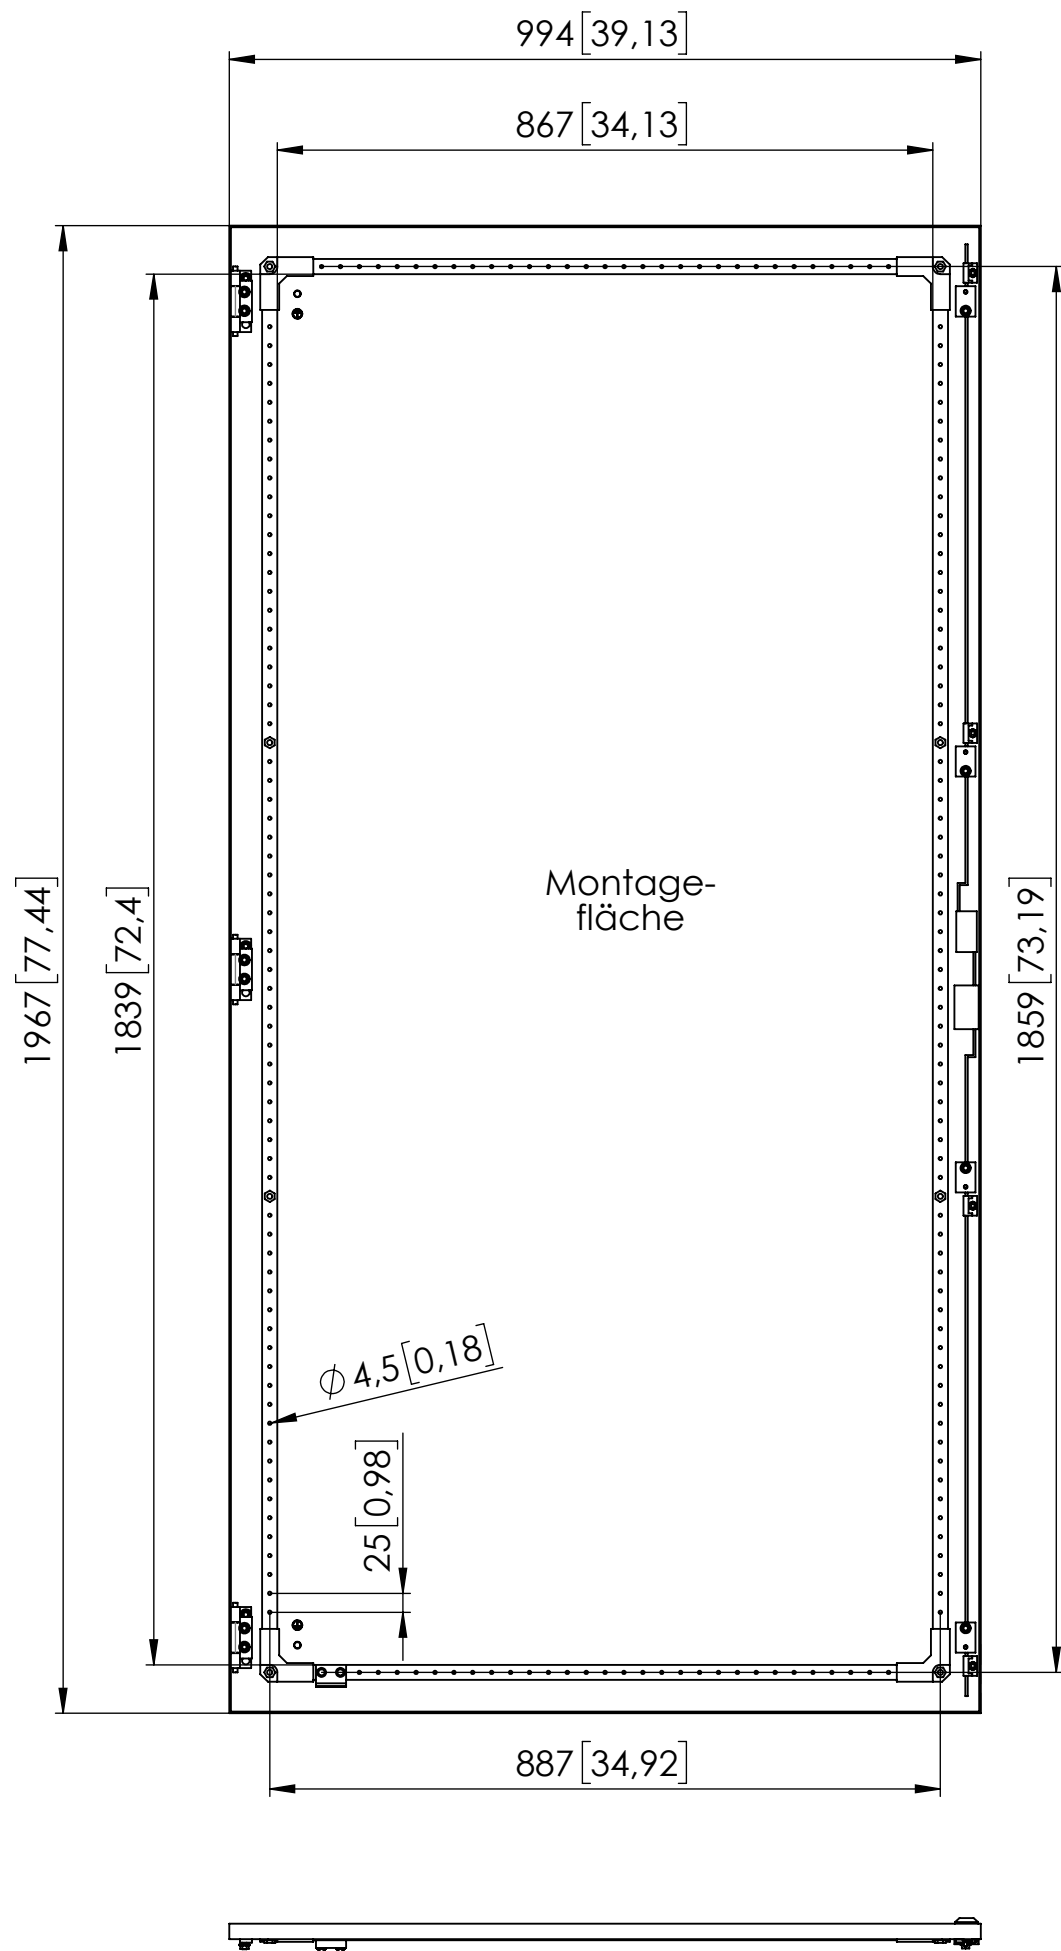 994[39,13]
867[34,13]
Montage-
fläche
1967[77,44]
1839[72,4]
1859[73,19]
Ø 4,5[0,18]
25[0,98]
887[34,92]